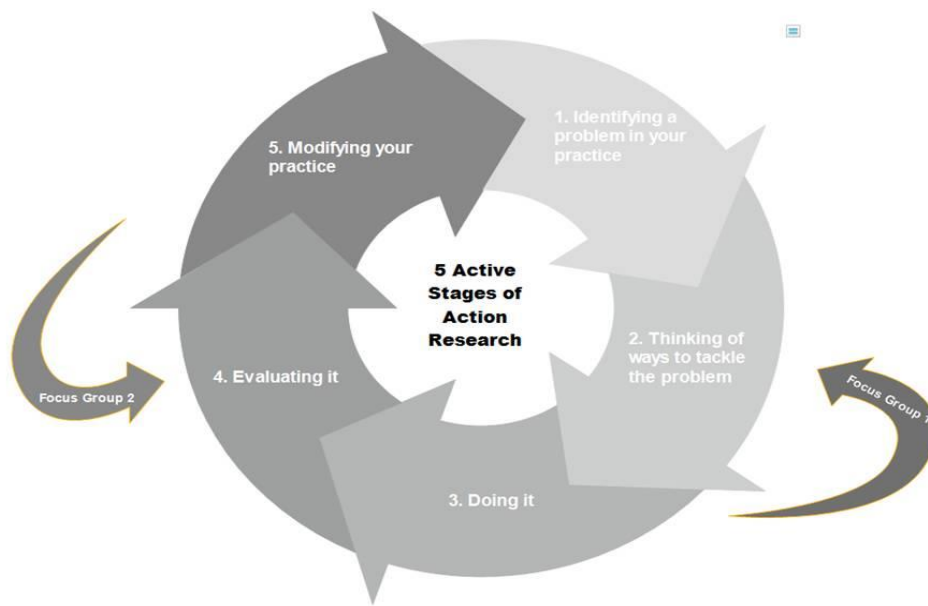 1. Identifying a
problem in your
practice
5. Modifying your
practice
5 Active
Stages of
Action
Research
2. Thinking of
ways to tackle
the problem
4. Evaluating it
3. Doing it
Focus Group 2
Focus Group 1